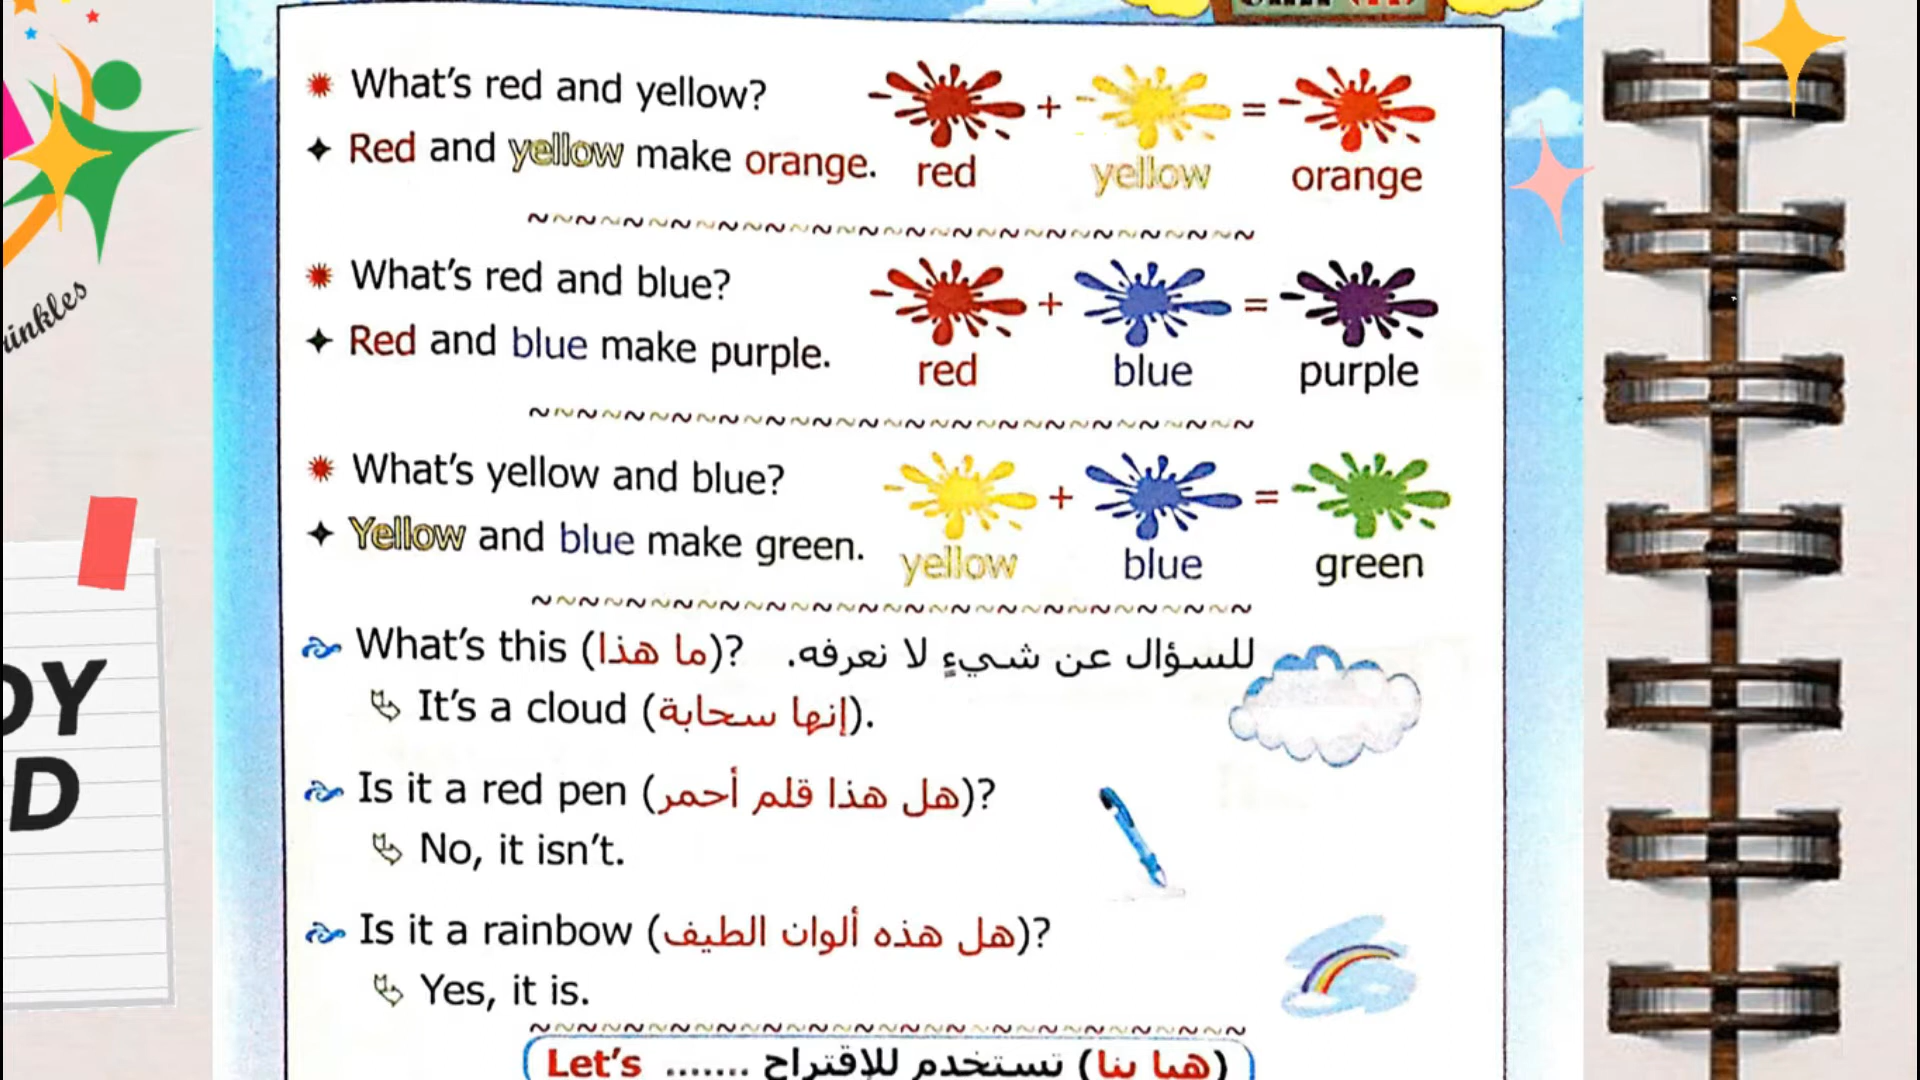 What's red and yellow?
Red and yellow make orange.
red + yellow = orange
What's red and blue?
Red and blue make purple.
red + blue = purple
What's yellow and blue?
Yellow and blue make green.
yellow + blue = green
What's this (ما هذا)? للسؤال عن شيءٍ لا نعرفه.
It's a cloud (إنها سحابة).
Is it a red pen (هل هذا قلم أحمر)?
No, it isn't.
Is it a rainbow (هل هذه ألوان الطيف)?
Yes, it is.
Let's ....... (هيا بنا) تستخدم للإقتراح